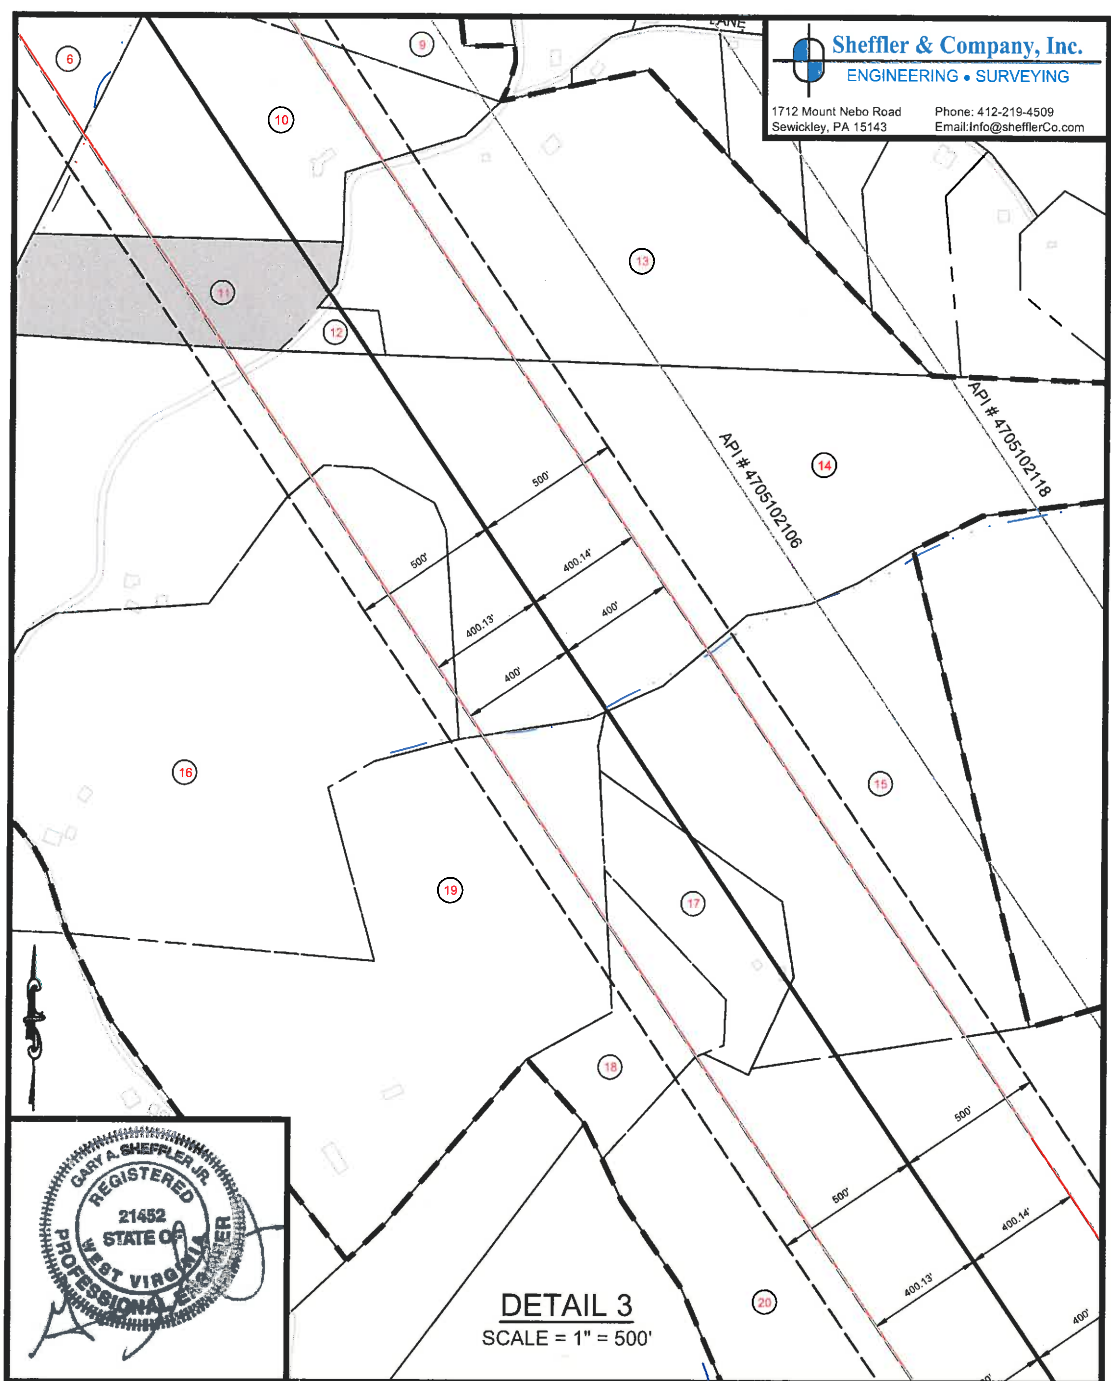 LANE
Sheffler & Company, Inc.
ENGINEERING • SURVEYING
1712 Mount Nebo Road Phone: 412-219-4509
Sewickley, PA 15143 Email:Info@shefflerCo.com
6
9
10
13
11
12
API # 4705102118
API # 4705102106
14
500'
500'
400.14'
400'
400.13'
400'
16
15
19
17
18
500'
500'
400.14'
400.13'
400'
20
GARY A. SHEFFLER JR.
REGISTERED
21452
STATE OF
WEST VIRGINIA
PROFESSIONAL ENGINEER
DETAIL 3
SCALE = 1" = 500'